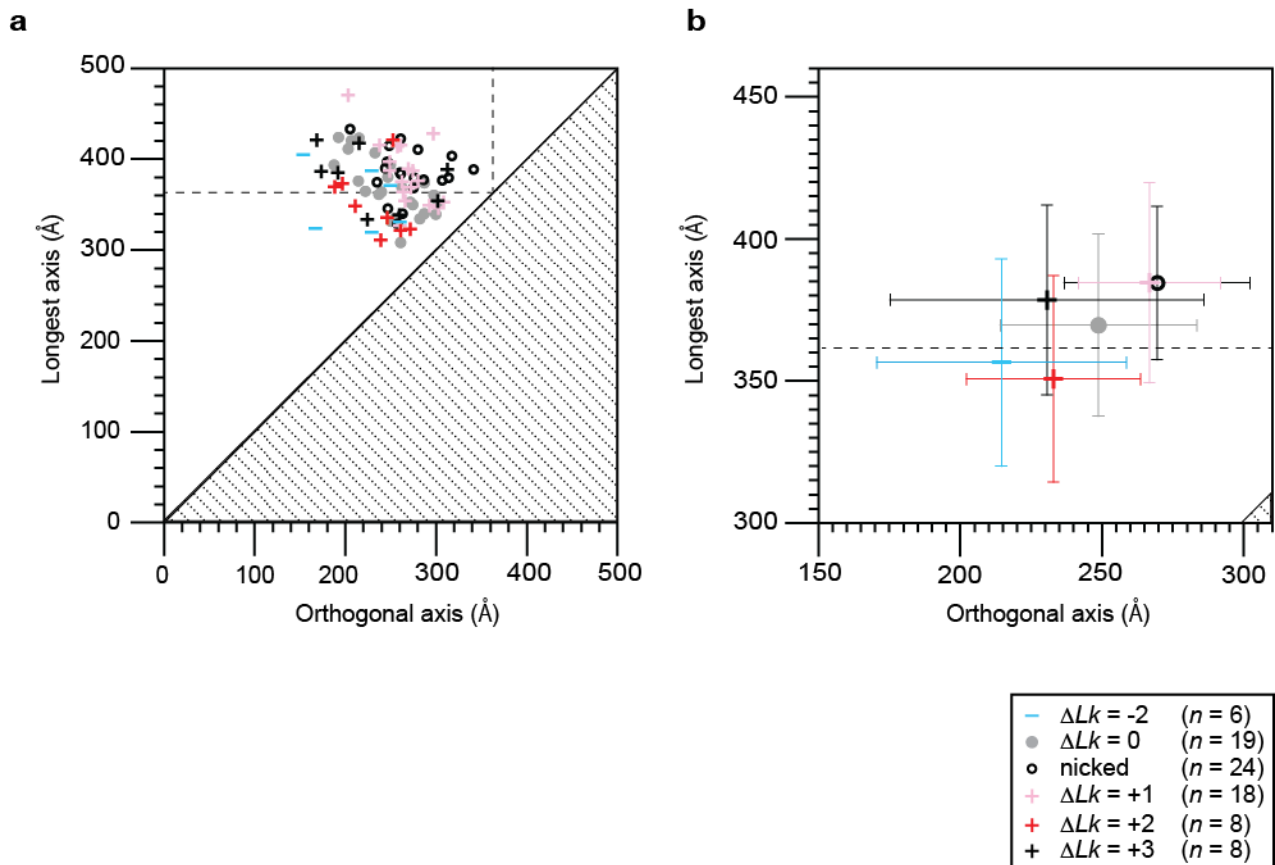 a
b
500
400
300
200
100
0
Longest axis (Å)
0
100
200
300
400
500
Orthogonal axis (Å)
450
400
350
300
Longest axis (Å)
150
200
250
300
Orthogonal axis (Å)
ΔLk = -2 (n = 6)
ΔLk = 0 (n = 19)
nicked (n = 24)
ΔLk = +1 (n = 18)
ΔLk = +2 (n = 8)
ΔLk = +3 (n = 8)